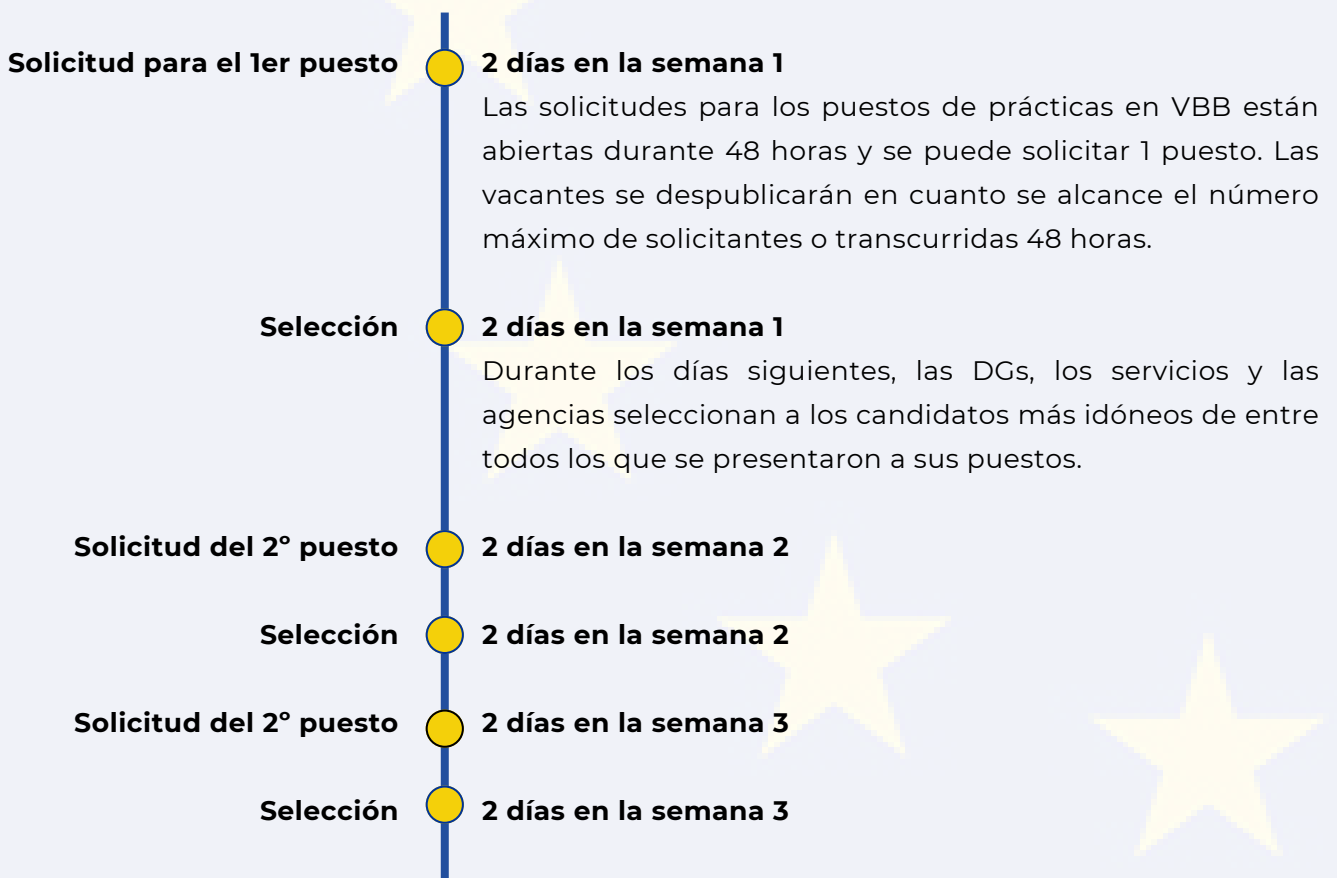 Solicitud para el 1er puesto
2 días en la semana 1
Las solicitudes para los puestos de prácticas en VBB están
abiertas durante 48 horas y se puede solicitar 1 puesto. Las
vacantes se despublicarán en cuanto se alcance el número
máximo de solicitantes o transcurridas 48 horas.
Selección
2 días en la semana 1
Durante los días siguientes, las DGs, los servicios y las
agencias seleccionan a los candidatos más idóneos de entre
todos los que se presentaron a sus puestos.
Solicitud del 2º puesto
2 días en la semana 2
Selección
2 días en la semana 2
Solicitud del 2º puesto
2 días en la semana 3
Selección
2 días en la semana 3